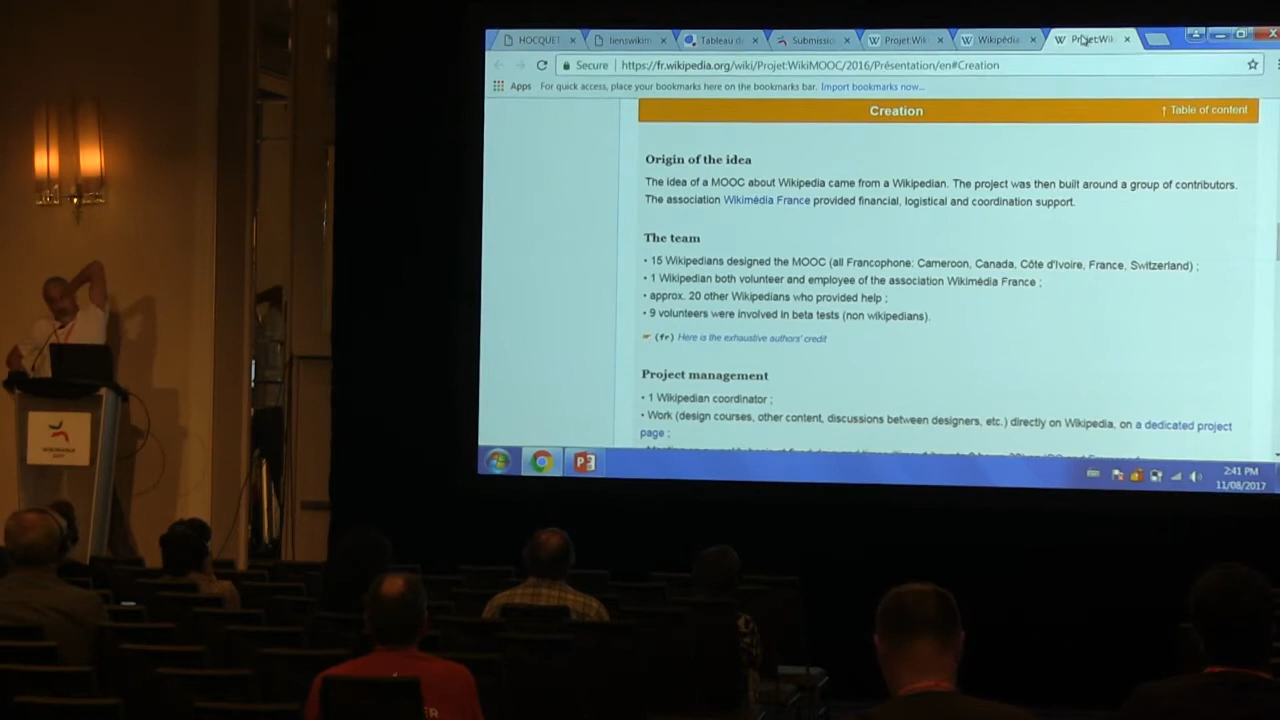 HOCQUET
lienswikim
Tableau d
Submissio
Projet:Wiki
Wikipédia
Projet:Wiki
Secure
https://fr.wikipedia.org/wiki/Projet:WikiMOOC/2016/Présentation/en#Creation
Apps For quick access, place your bookmarks here on the bookmarks bar. Import bookmarks now...
Creation
↑ Table of content
Origin of the idea
The idea of a MOOC about Wikipedia came from a Wikipedian. The project was then built around a group of contributors.
The association Wikimédia France provided financial, logistical and coordination support.
The team
• 15 Wikipedians designed the MOOC (all Francophone: Cameroon, Canada, Côte d'Ivoire, France, Switzerland) ;
• 1 Wikipedian both volunteer and employee of the association Wikimédia France ;
• approx. 20 other Wikipedians who provided help ;
• 9 volunteers were involved in beta tests (non wikipedians).
(fr) Here is the exhaustive authors' credit
Project management
• 1 Wikipedian coordinator ;
• Work (design courses, other content, discussions between designers, etc.) directly on Wikipedia, on a dedicated project
page ;
2:41 PM
11/08/2017
WIKIMANIA
2017